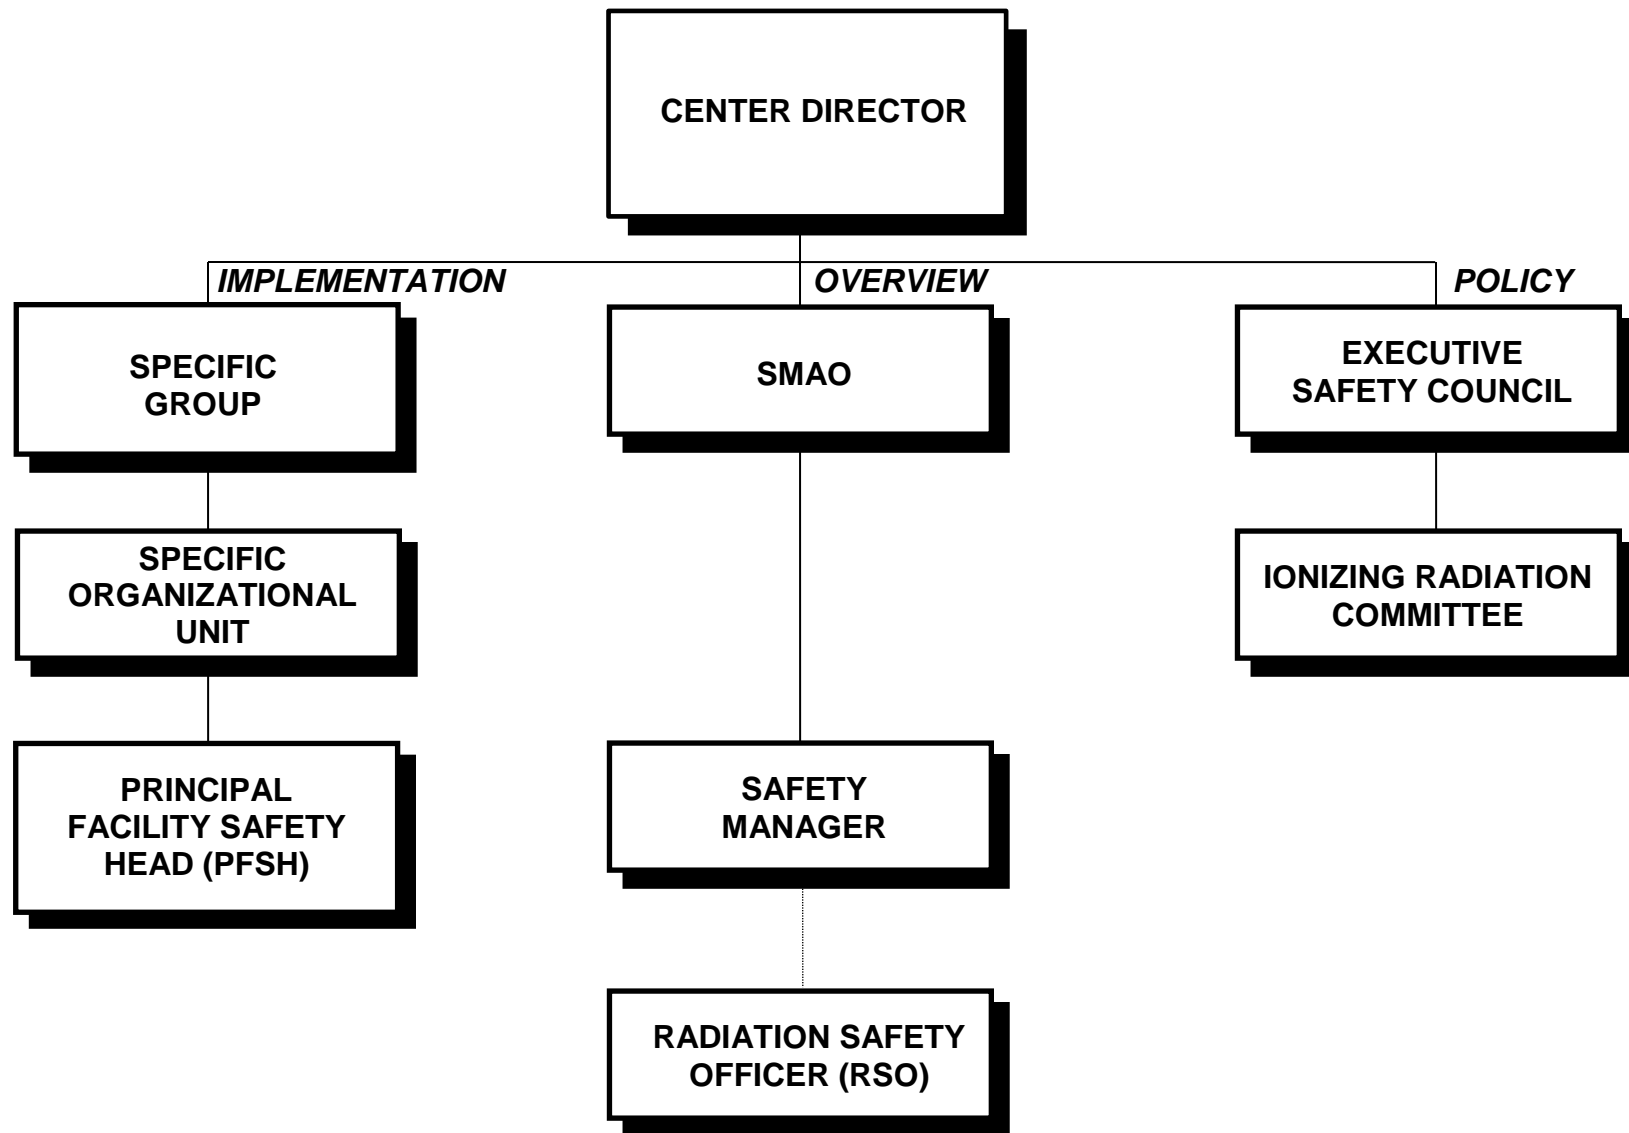 CENTER DIRECTOR
IMPLEMENTATION
OVERVIEW
POLICY
SPECIFIC
GROUP
SMAO
EXECUTIVE
SAFETY COUNCIL
SPECIFIC
ORGANIZATIONAL
UNIT
IONIZING RADIATION
COMMITTEE
PRINCIPAL
FACILITY SAFETY
HEAD (PFSH)
SAFETY
MANAGER
RADIATION SAFETY
OFFICER (RSO)